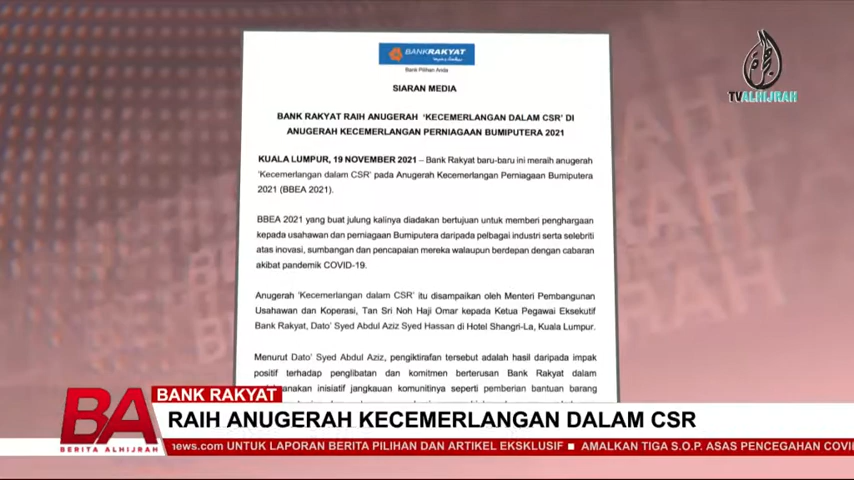 BANKRAKYAT
Bank Pilihan Anda
SIARAN MEDIA
BANK RAKYAT RAIH ANUGERAH 'KECEMERLANGAN DALAM CSR' DI
ANUGERAH KECEMERLANGAN PERNIAGAAN BUMIPUTERA 2021
KUALA LUMPUR, 19 NOVEMBER 2021 – Bank Rakyat baru-baru ini meraih anugerah
'Kecemerlangan dalam CSR' pada Anugerah Kecemerlangan Perniagaan Bumiputera
2021 (BBEA 2021).
BBEA 2021 yang buat julung kalinya diadakan bertujuan untuk memberi penghargaan
kepada usahawan dan perniagaan Bumiputera daripada pelbagai industri serta selebriti
atas inovasi, sumbangan dan pencapaian mereka walaupun berdepan dengan cabaran
akibat pandemik COVID-19.
Anugerah 'Kecemerlangan dalam CSR' itu disampaikan oleh Menteri Pembangunan
Usahawan dan Koperasi, Tan Sri Noh Haji Omar kepada Ketua Pegawai Eksekutif
Bank Rakyat, Dato' Syed Abdul Aziz Syed Hassan di Hotel Shangri-La, Kuala Lumpur.
Menurut Dato' Syed Abdul Aziz, pengiktirafan tersebut adalah hasil daripada impak
positif terhadap penglibatan dan komitmen berterusan Bank Rakyat dalam
inisiatif jangkauan komunitinya seperti pemberian bantuan barang
TVALHIJRAH
BANK RAKYAT
BA
BERITA ALHIJRAH
RAIH ANUGERAH KECEMERLANGAN DALAM CSR
news.com UNTUK LAPORAN BERITA PILIHAN DAN ARTIKEL EKSKLUSIF ■ AMALKAN TIGA S.O.P. ASAS PENCEGAHAN COVI